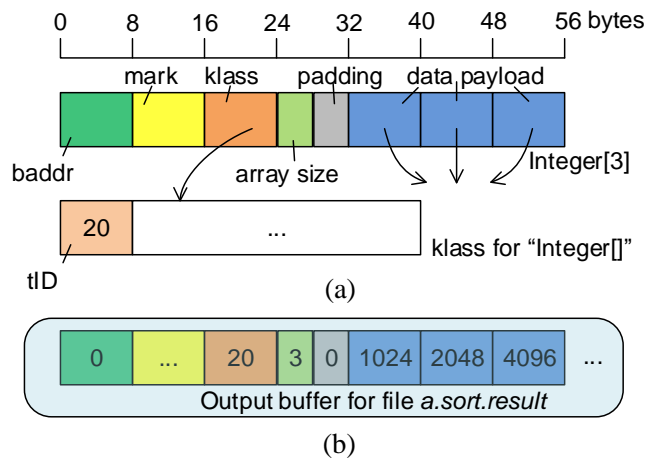 0 8 16 24 32 40 48 56 bytes
mark klass padding data payload
baddr array size Integer[3]
20 ...
klass for “Integer[]”
tID
(a)
0 ... 20 3 0 1024 2048 4096 ...
Output buffer for file a.sort.result
(b)